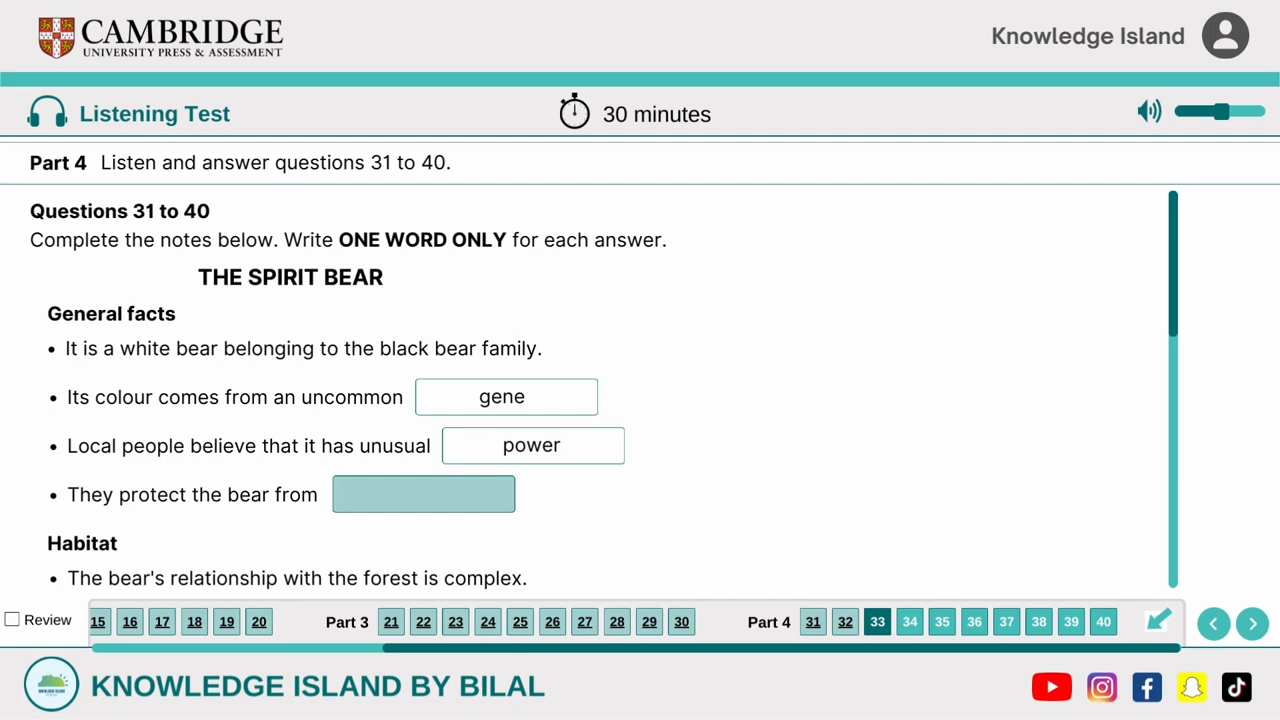 CAMBRIDGE
UNIVERSITY PRESS & ASSESSMENT
Knowledge Island
Listening Test
30 minutes
Part 4 Listen and answer questions 31 to 40.
Questions 31 to 40
Complete the notes below. Write ONE WORD ONLY for each answer.
THE SPIRIT BEAR
General facts
• It is a white bear belonging to the black bear family.
• Its colour comes from an uncommon gene
• Local people believe that it has unusual power
• They protect the bear from
Habitat
• The bear's relationship with the forest is complex.
Review 15 16 17 18 19 20 Part 3 21 22 23 24 25 26 27 28 29 30 Part 4 31 32 33 34 35 36 37 38 39 40
KNOWLEDGE ISLAND BY BILAL